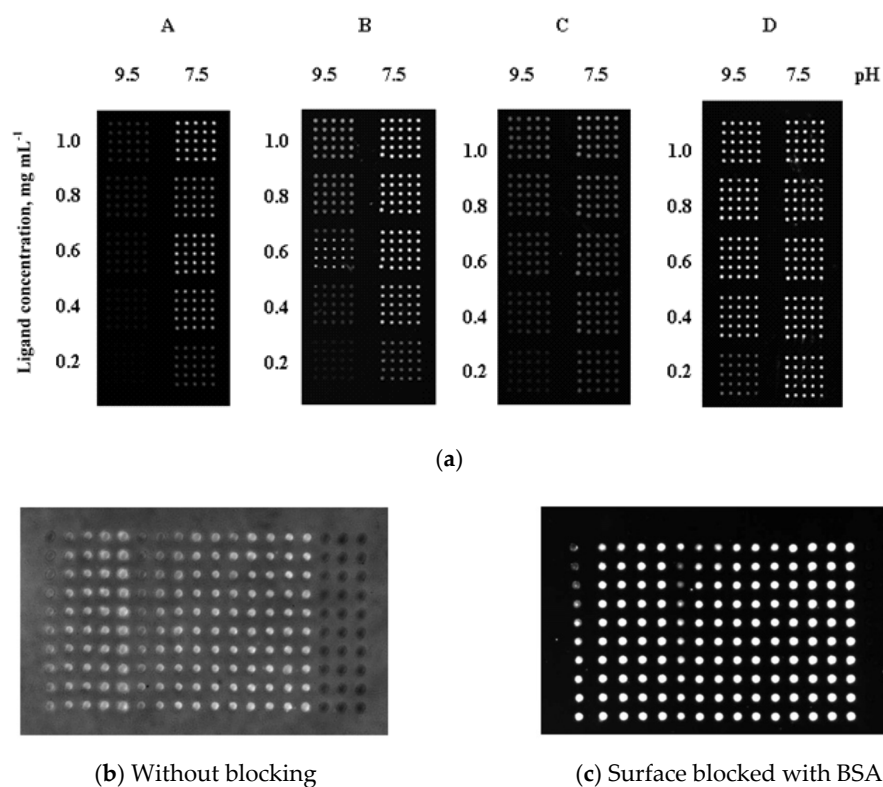 A B C D
9.5 7.5 9.5 7.5 9.5 7.5 9.5 7.5 pH
Ligand concentration, mg mL⁻¹
1.0 1.0 1.0 1.0
0.8 0.8 0.8 0.8
0.6 0.6 0.6 0.6
0.4 0.4 0.4 0.4
0.2 0.2 0.2 0.2
(a)
(b) Without blocking (c) Surface blocked with BSA